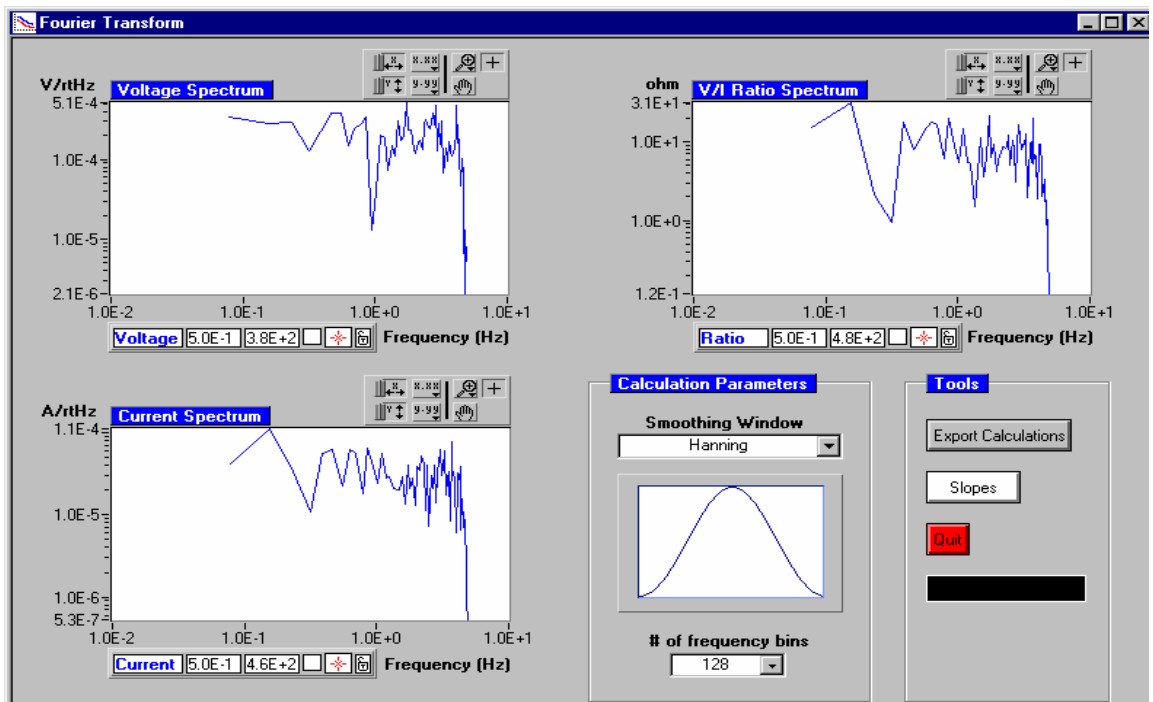 Fourier Transform
V/rtHz
Voltage Spectrum
X
X.XX
Y
Y.YY
5.1E-4
1.0E-4
1.0E-5
2.1E-6
1.0E-2 1.0E-1 1.0E+0 1.0E+1
Voltage 5.0E-1 3.8E+2 Frequency (Hz)
ohm
V/I Ratio Spectrum
X
X.XX
Y
Y.YY
3.1E+1
1.0E+1
1.0E+0
1.2E-1
1.0E-2 1.0E-1 1.0E+0 1.0E+1
Ratio 5.0E-1 4.8E+2 Frequency (Hz)
A/rtHz
Current Spectrum
X
X.XX
Y
Y.YY
1.1E-4
1.0E-5
1.0E-6
5.3E-7
1.0E-2 1.0E-1 1.0E+0 1.0E+1
Current 5.0E-1 4.6E+2 Frequency (Hz)
Calculation Parameters
Smoothing Window
Hanning
# of frequency bins
128
Tools
Export Calculations
Slopes
Quit